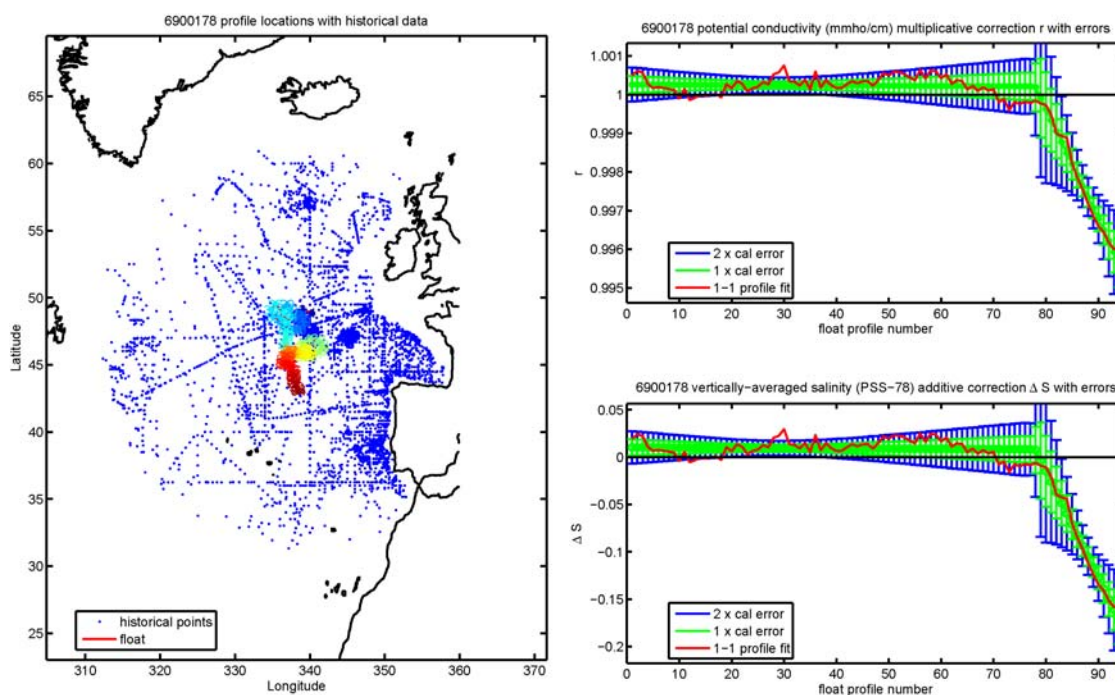 6900178 profile locations with historical data
65
60
55
50
45
40
35
30
25
Latitude
310
320
330
340
350
360
370
Longitude
historical points
float
6900178 potential conductivity (mmho/cm) multiplicative correction r with errors
1.001
1
0.999
0.998
0.997
0.996
0.995
r
2 x cal error
1 x cal error
1−1 profile fit
0
10
20
30
40
50
60
70
80
90
float profile number
6900178 vertically−averaged salinity (PSS−78) additive correction Δ S with errors
0.05
0
−0.05
−0.1
−0.15
−0.2
Δ S
2 x cal error
1 x cal error
1−1 profile fit
0
10
20
30
40
50
60
70
80
90
float profile number